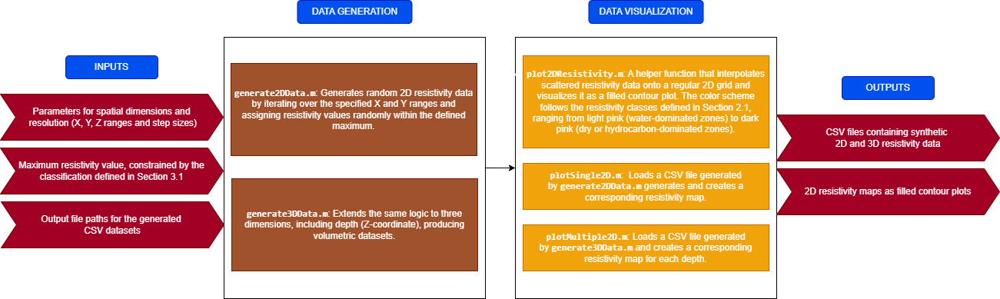 DATA GENERATION
DATA VISUALIZATION
INPUTS
Parameters for spatial dimensions and
resolution (X, Y, Z ranges and step sizes)
Maximum resistivity value, constrained by the
classification defined in Section 3.1
Output file paths for the generated
CSV datasets
generate2DData.m: Generates random 2D resistivity data
by iterating over the specified X and Y ranges and
assigning resistivity values randomly within the defined
maximum.
generate3DData.m: Extends the same logic to three
dimensions, including depth (Z-coordinate), producing
volumetric datasets.
plot2DResistivity.m: A helper function that interpolates
scattered resistivity data onto a regular 2D grid and
visualizes it as a filled contour plot. The color scheme
follows the resistivity classes defined in Section 2.1,
ranging from light pink (water-dominated zones) to dark
pink (dry or hydrocarbon-dominated zones).
plotSingle2D.m: Loads a CSV file generated
by generate2DData.m generates and creates a
corresponding resistivity map.
plotMultiple2D.m: Loads a CSV file generated
by generate3DData.m and creates a corresponding
resistivity map for each depth.
OUTPUTS
CSV files containing synthetic
2D and 3D resistivity data
2D resistivity maps as filled contour plots